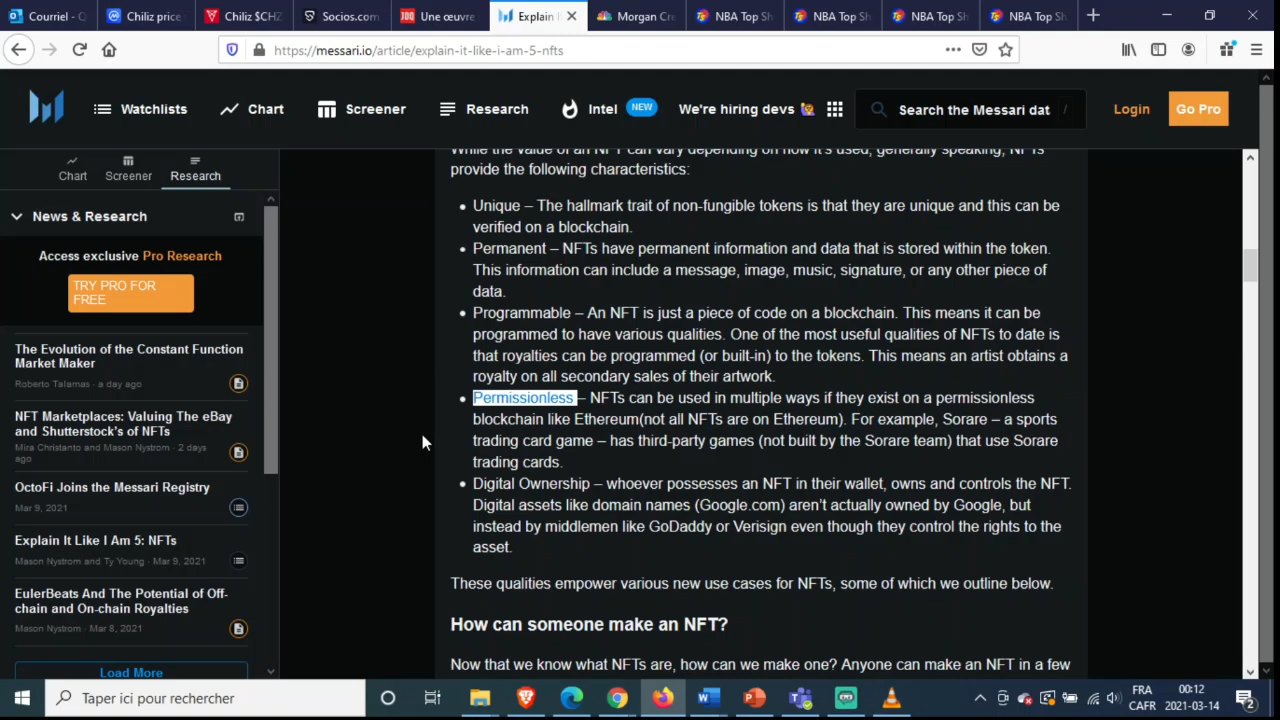 Courriel - Q
Chiliz price
Chiliz $CHZ
Socios.com
Une œuvre
Explain I
Morgan Cre
NBA Top Sh
NBA Top Sh
NBA Top Sh
NBA Top Sh
https://messari.io/article/explain-it-like-i-am-5-nfts
Watchlists
Chart
Screener
Research
Intel
NEW
We're hiring devs
Search the Messari dat
/
Login
Go Pro
Chart
Screener
Research
News & Research
Access exclusive Pro Research
TRY PRO FOR
FREE
The Evolution of the Constant Function
Market Maker
Roberto Talamas - a day ago
NFT Marketplaces: Valuing The eBay
and Shutterstock's of NFTs
Mira Christanto and Mason Nystrom - 2 days
ago
OctoFi Joins the Messari Registry
Mar 9, 2021
Explain It Like I Am 5: NFTs
Mason Nystrom and Ty Young - Mar 9, 2021
EulerBeats And The Potential of Off-
chain and On-chain Royalties
Mason Nystrom - Mar 8, 2021
Load More
While the value of an NFT can vary depending on how it's used, generally speaking, NFTs
provide the following characteristics:
• Unique – The hallmark trait of non-fungible tokens is that they are unique and this can be
verified on a blockchain.
• Permanent – NFTs have permanent information and data that is stored within the token.
This information can include a message, image, music, signature, or any other piece of
data.
• Programmable – An NFT is just a piece of code on a blockchain. This means it can be
programmed to have various qualities. One of the most useful qualities of NFTs to date is
that royalties can be programmed (or built-in) to the tokens. This means an artist obtains a
royalty on all secondary sales of their artwork.
• Permissionless – NFTs can be used in multiple ways if they exist on a permissionless
blockchain like Ethereum(not all NFTs are on Ethereum). For example, Sorare – a sports
trading card game – has third-party games (not built by the Sorare team) that use Sorare
trading cards.
• Digital Ownership – whoever possesses an NFT in their wallet, owns and controls the NFT.
Digital assets like domain names (Google.com) aren't actually owned by Google, but
instead by middlemen like GoDaddy or Verisign even though they control the rights to the
asset.
These qualities empower various new use cases for NFTs, some of which we outline below.
How can someone make an NFT?
Now that we know what NFTs are, how can we make one? Anyone can make an NFT in a few
Taper ici pour rechercher
FRA
CAFR
00:12
2021-03-14
2